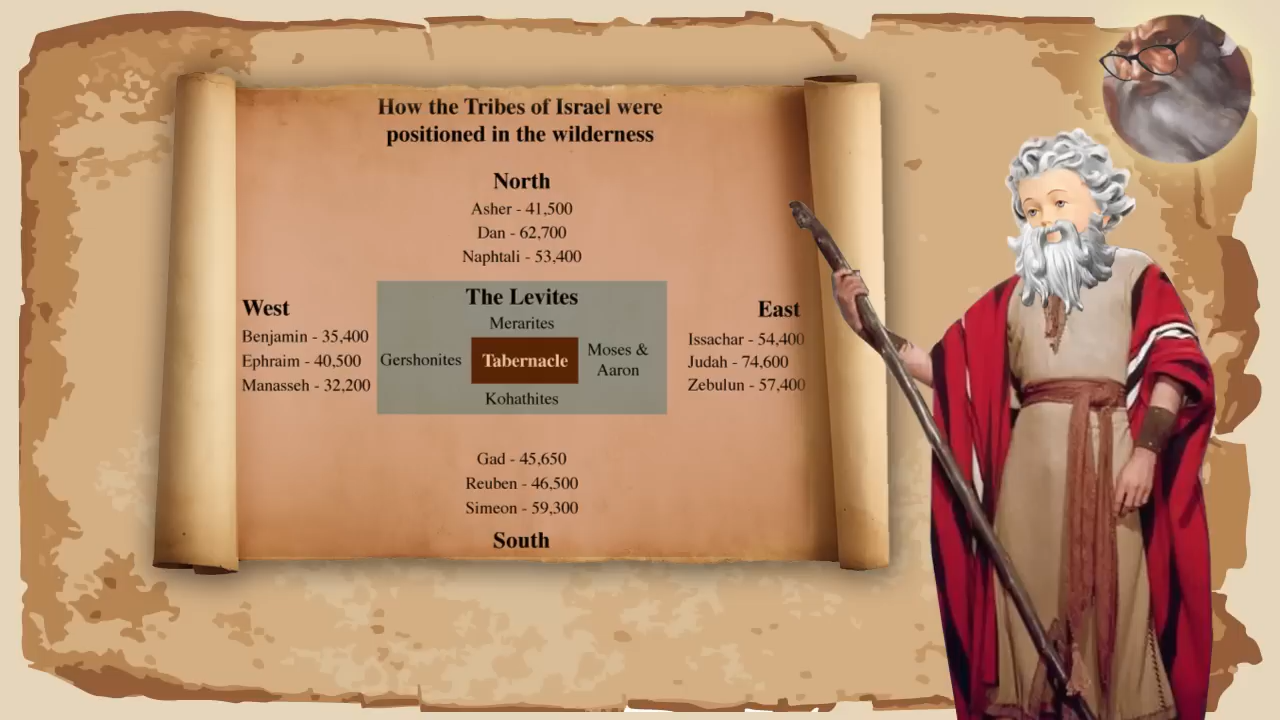 How the Tribes of Israel were
positioned in the wilderness
North
Asher - 41,500
Dan - 62,700
Naphtali - 53,400
West
Benjamin - 35,400
Ephraim - 40,500
Manasseh - 32,200
The Levites
Merarites
Gershonites
Tabernacle
Moses &
Aaron
Kohathites
East
Issachar - 54,400
Judah - 74,600
Zebulun - 57,400
Gad - 45,650
Reuben - 46,500
Simeon - 59,300
South